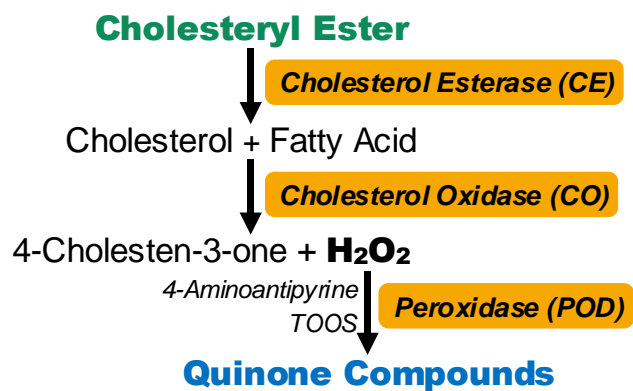 Cholesteryl Ester
Cholesterol Esterase (CE)
Cholesterol + Fatty Acid
Cholesterol Oxidase (CO)
4-Cholesten-3-one + H₂O₂
4-Aminoantipyrine
TOOS
Peroxidase (POD)
Quinone Compounds